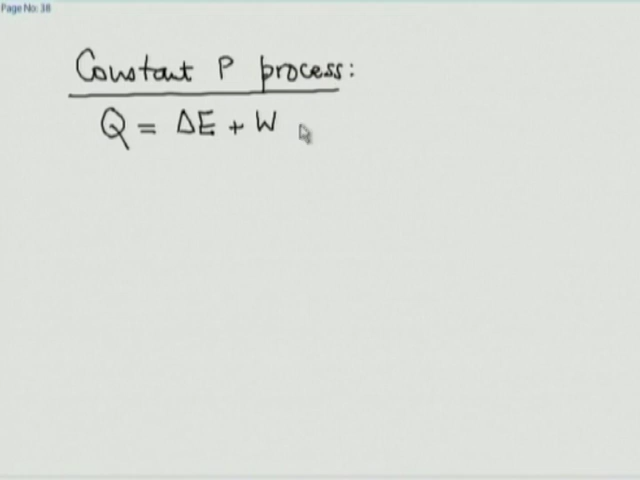 Page No: 38
Constant P process:
Q = ΔE + W